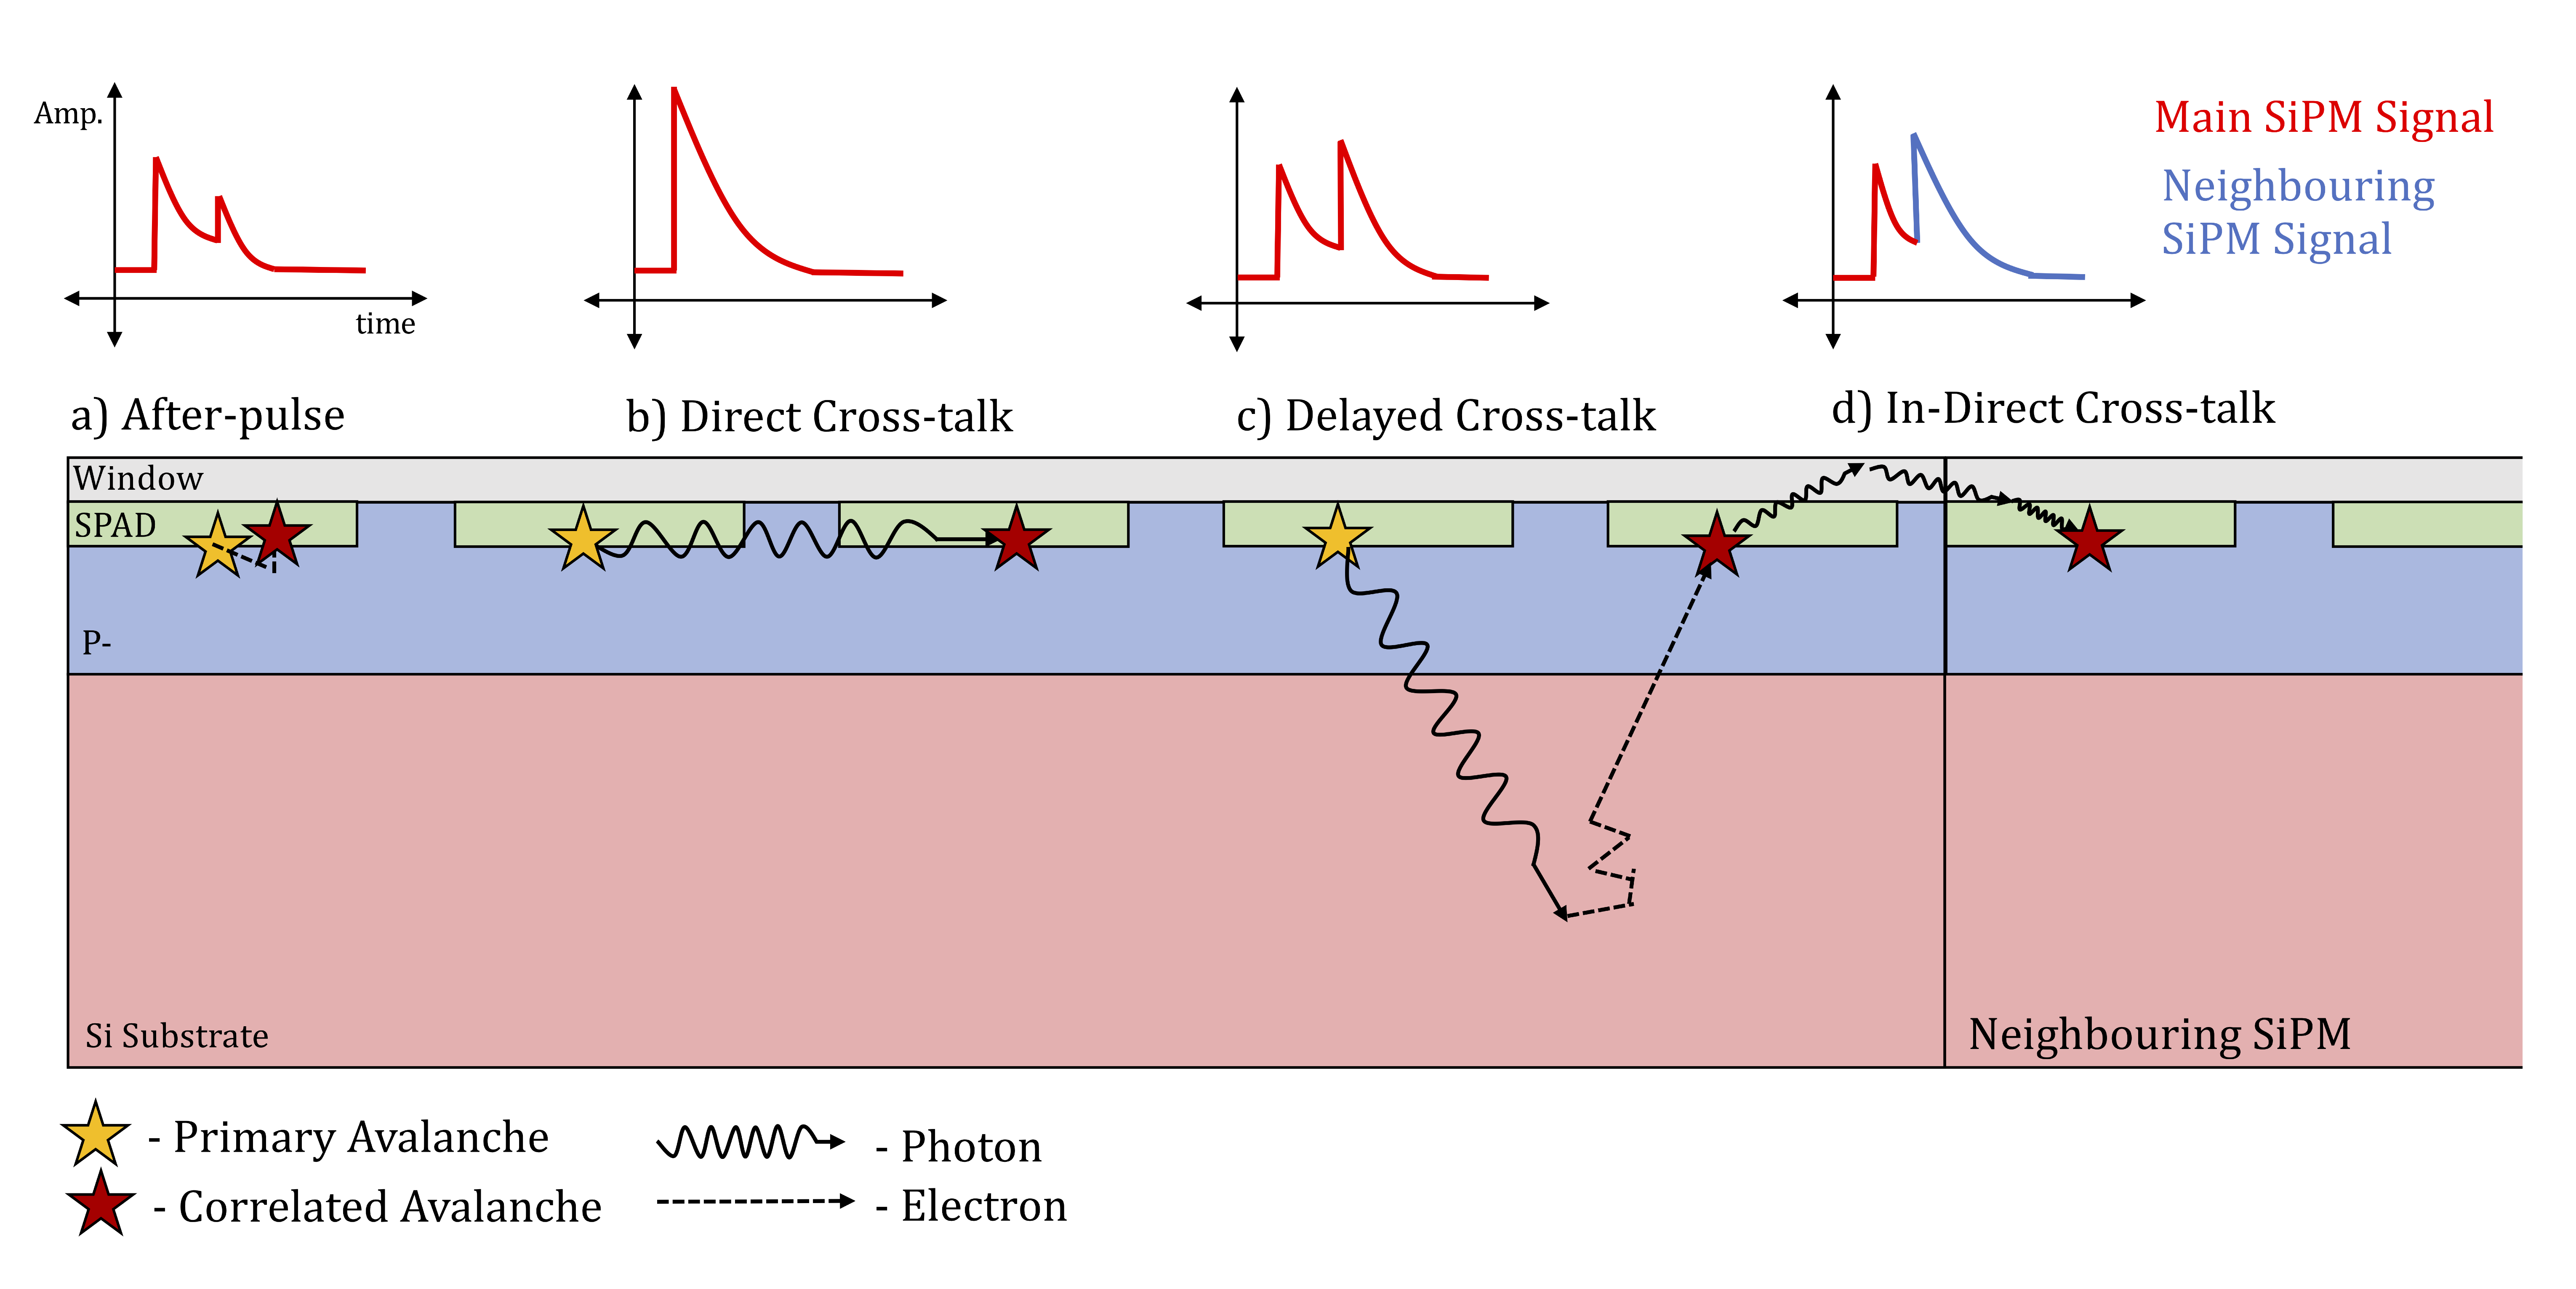 Amp.
time
Main SiPM Signal
Neighbouring
SiPM Signal
a) After-pulse
b) Direct Cross-talk
c) Delayed Cross-talk
d) In-Direct Cross-talk
Window
SPAD
P-
Si Substrate
Neighbouring SiPM
- Primary Avalanche
- Photon
- Correlated Avalanche
- Electron